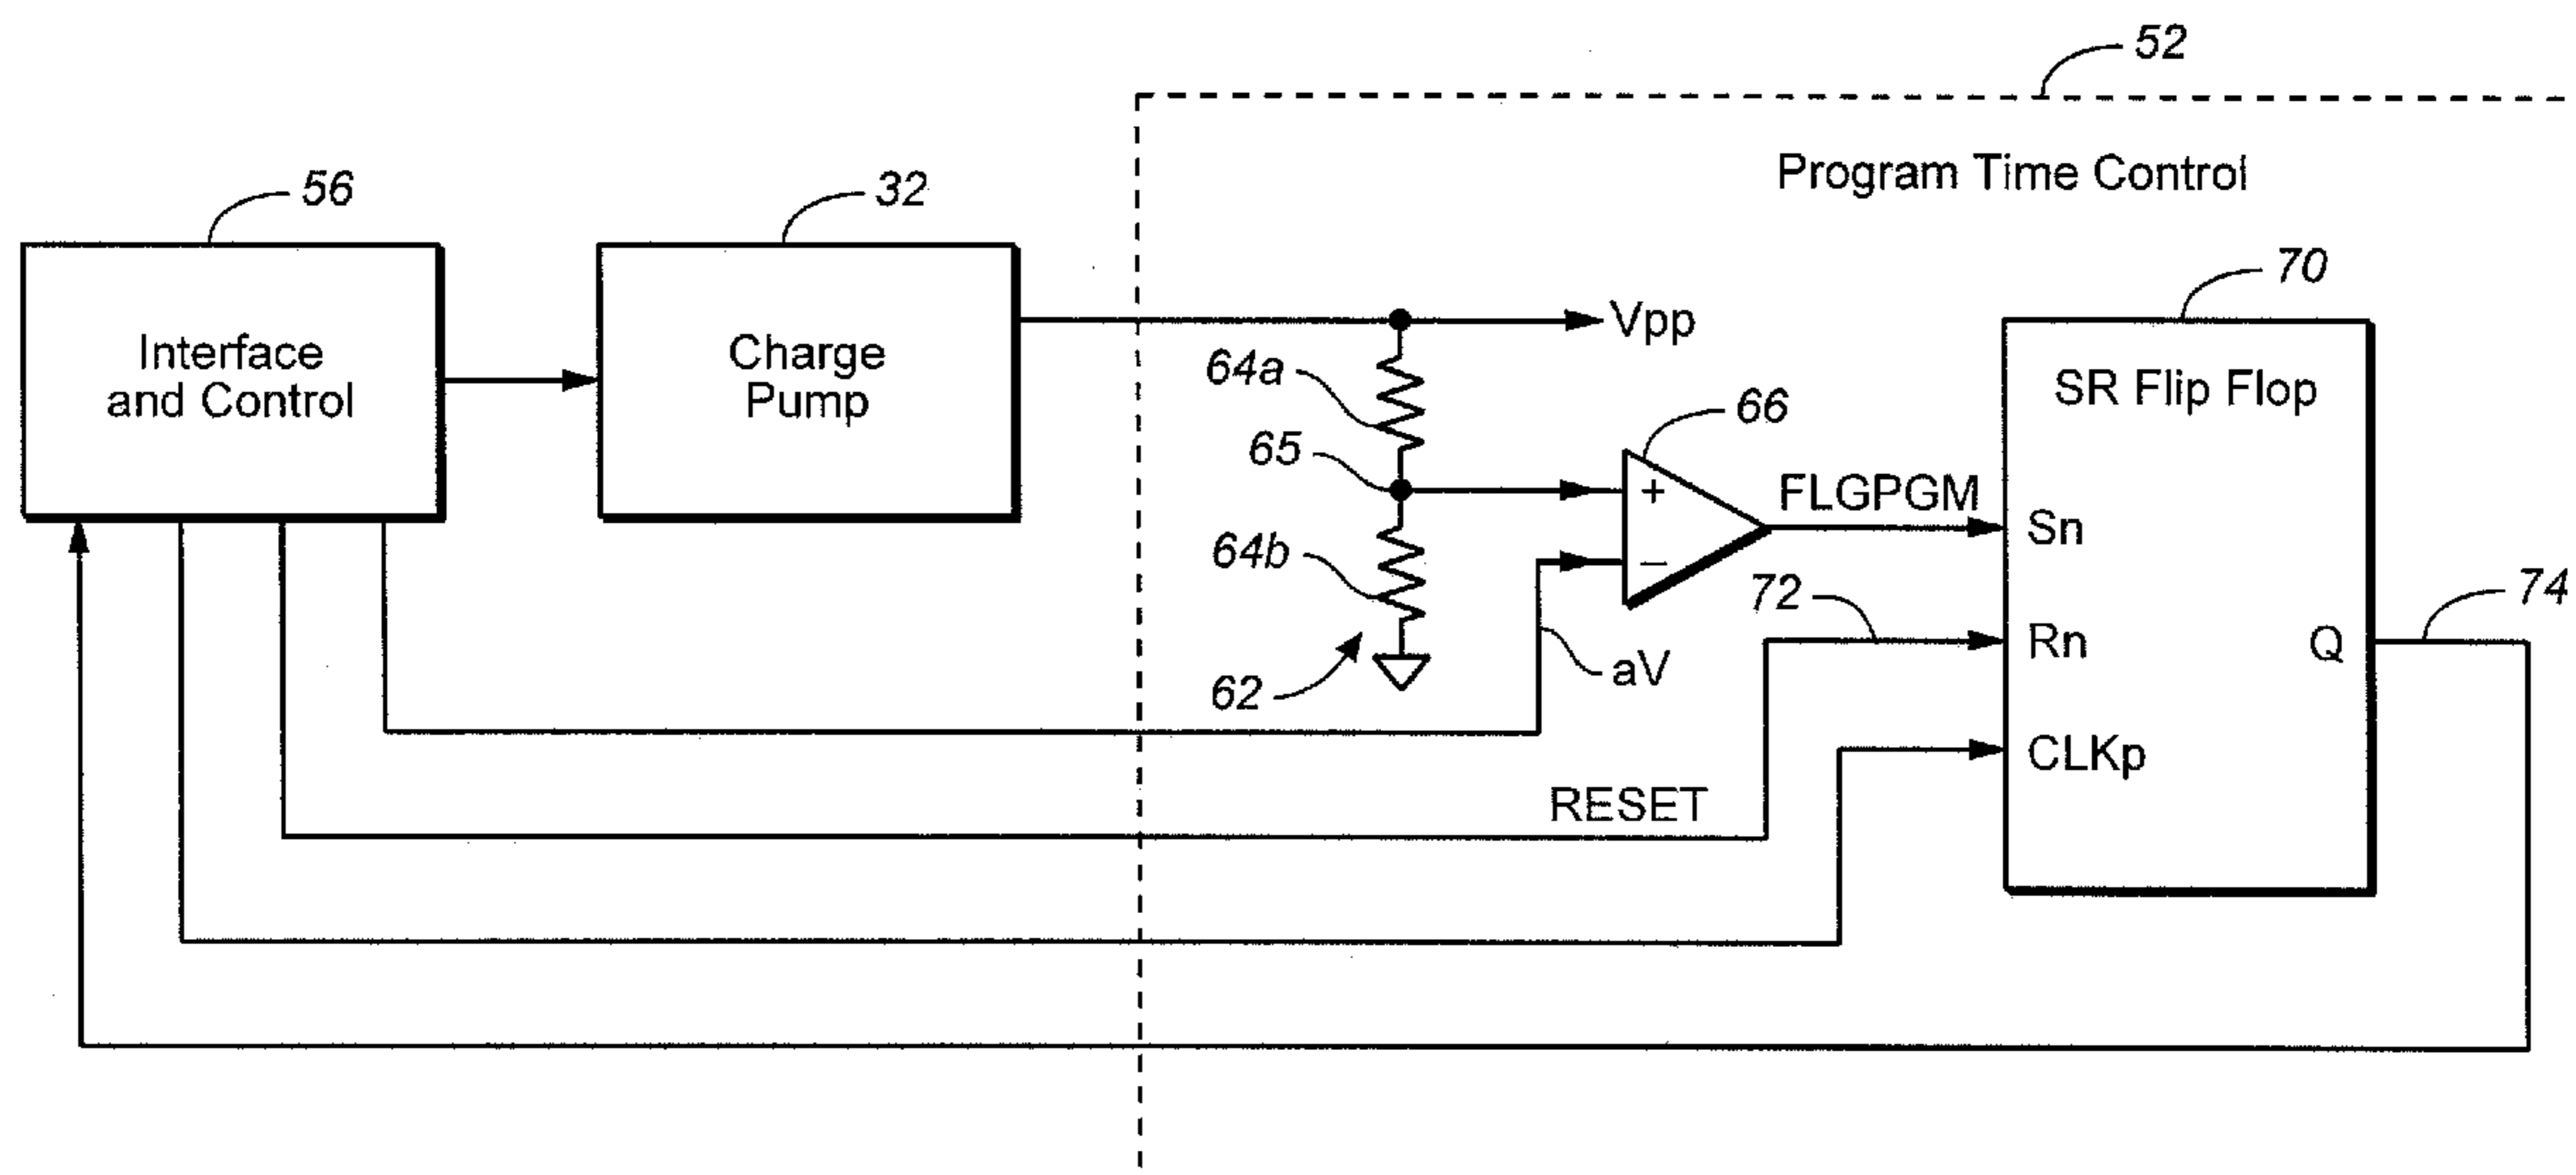 52
Program Time Control
56
32
70
Interface
and Control
Charge
Pump
Vpp
64a
65
66
+
−
FLGPGM
SR Flip Flop
Sn
64b
72
74
Rn
Q
aV
62
CLKp
RESET